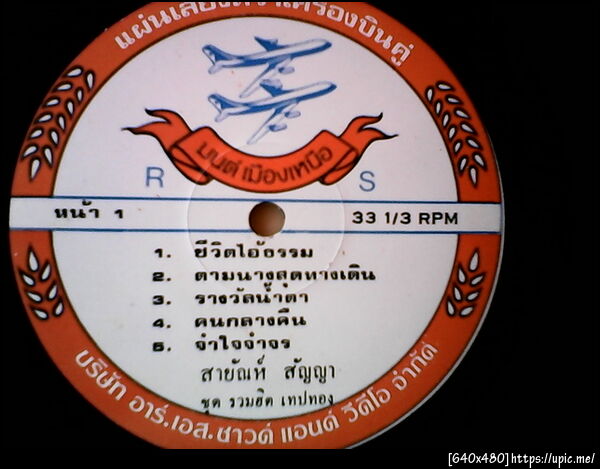 แผ่นเสียงตราเครื่องบินคู่
มนต์เมืองเหนือ
R S
หน้า 1
33 1/3 RPM
1. ชีวิตไอ้ธรรม
2. ตามนางสุดทางเดิน
3. รางวัลน้ำตา
4. คนกลางคืน
5. จำใจจำจร
สายัณห์ สัญญา
ชุด รวมฮิต เทปทอง
บริษัท อาร์.เอส.ซาวด์ แอนด์ วีดีโอ จำกัด
[640x480]https://upic.me/